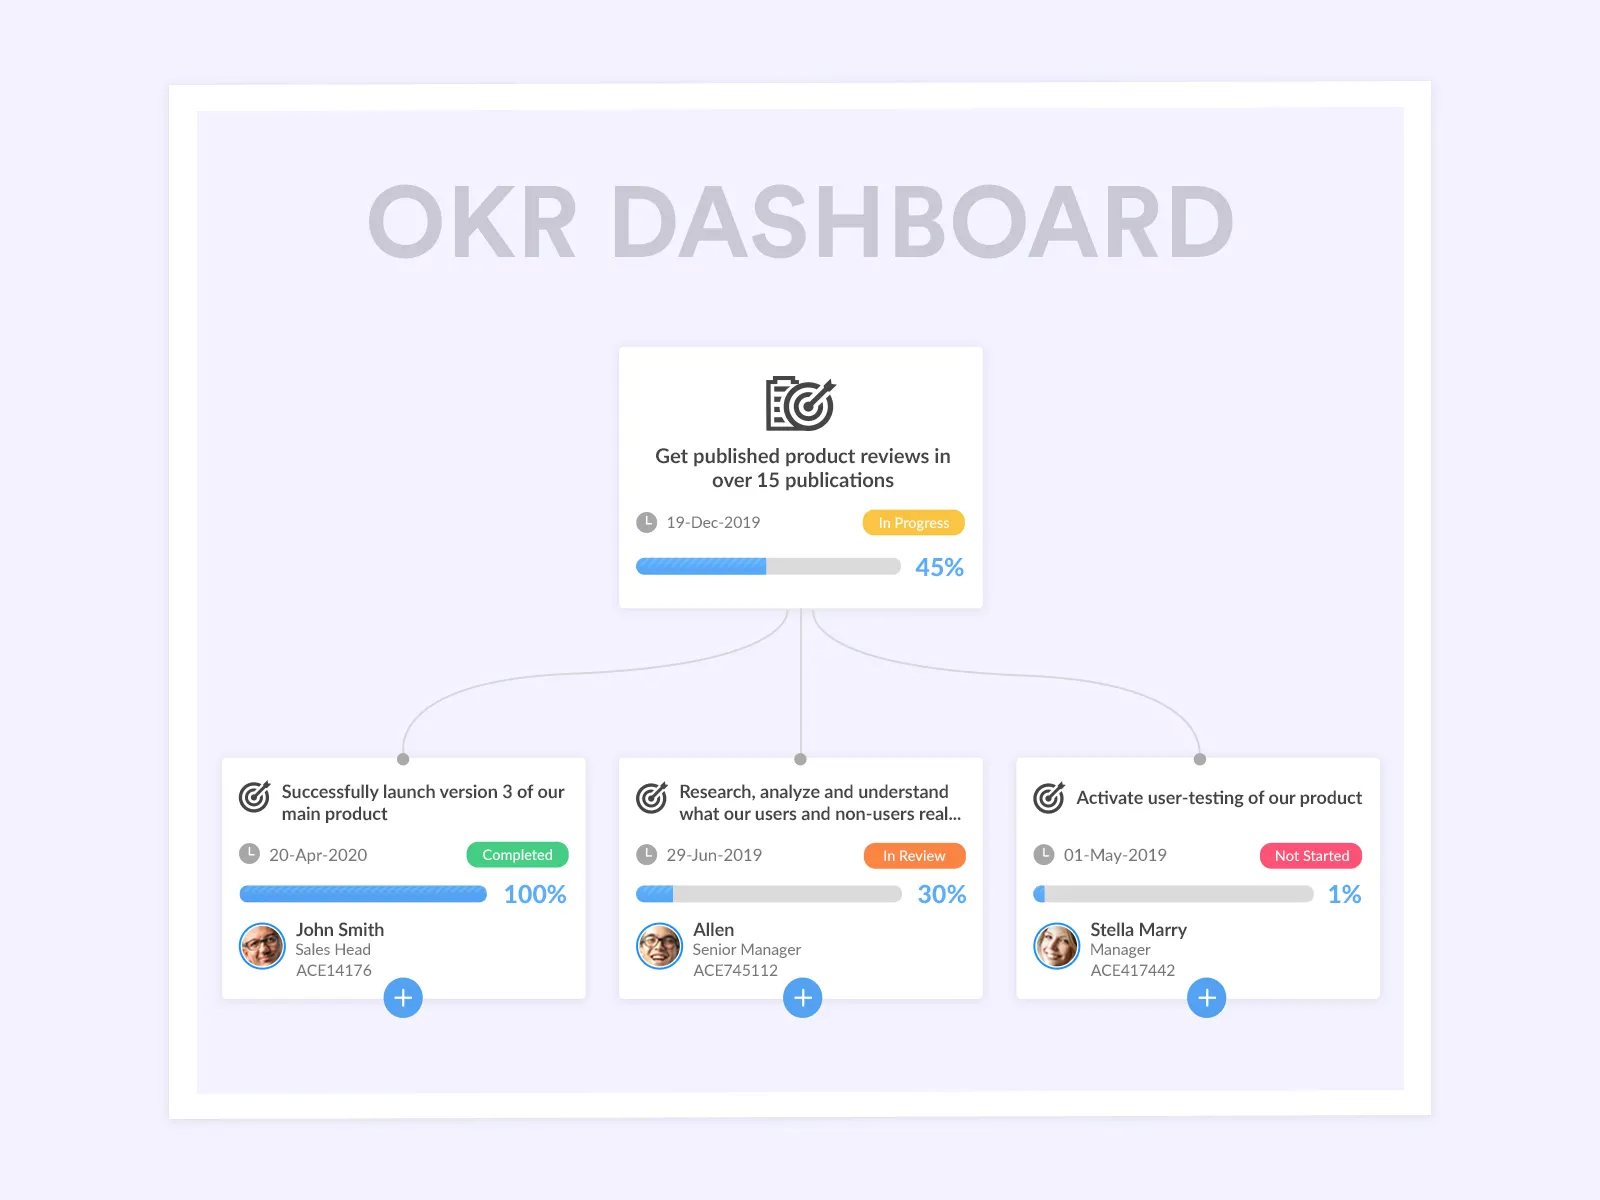 OKR DASHBOARD
Get published product reviews in
over 15 publications
19-Dec-2019
In Progress
45%
Successfully launch version 3 of our
main product
20-Apr-2020
Completed
100%
John Smith
Sales Head
ACE14176
Research, analyze and understand
what our users and non-users real...
29-Jun-2019
In Review
30%
Allen
Senior Manager
ACE745112
Activate user-testing of our product
01-May-2019
Not Started
1%
Stella Marry
Manager
ACE417442